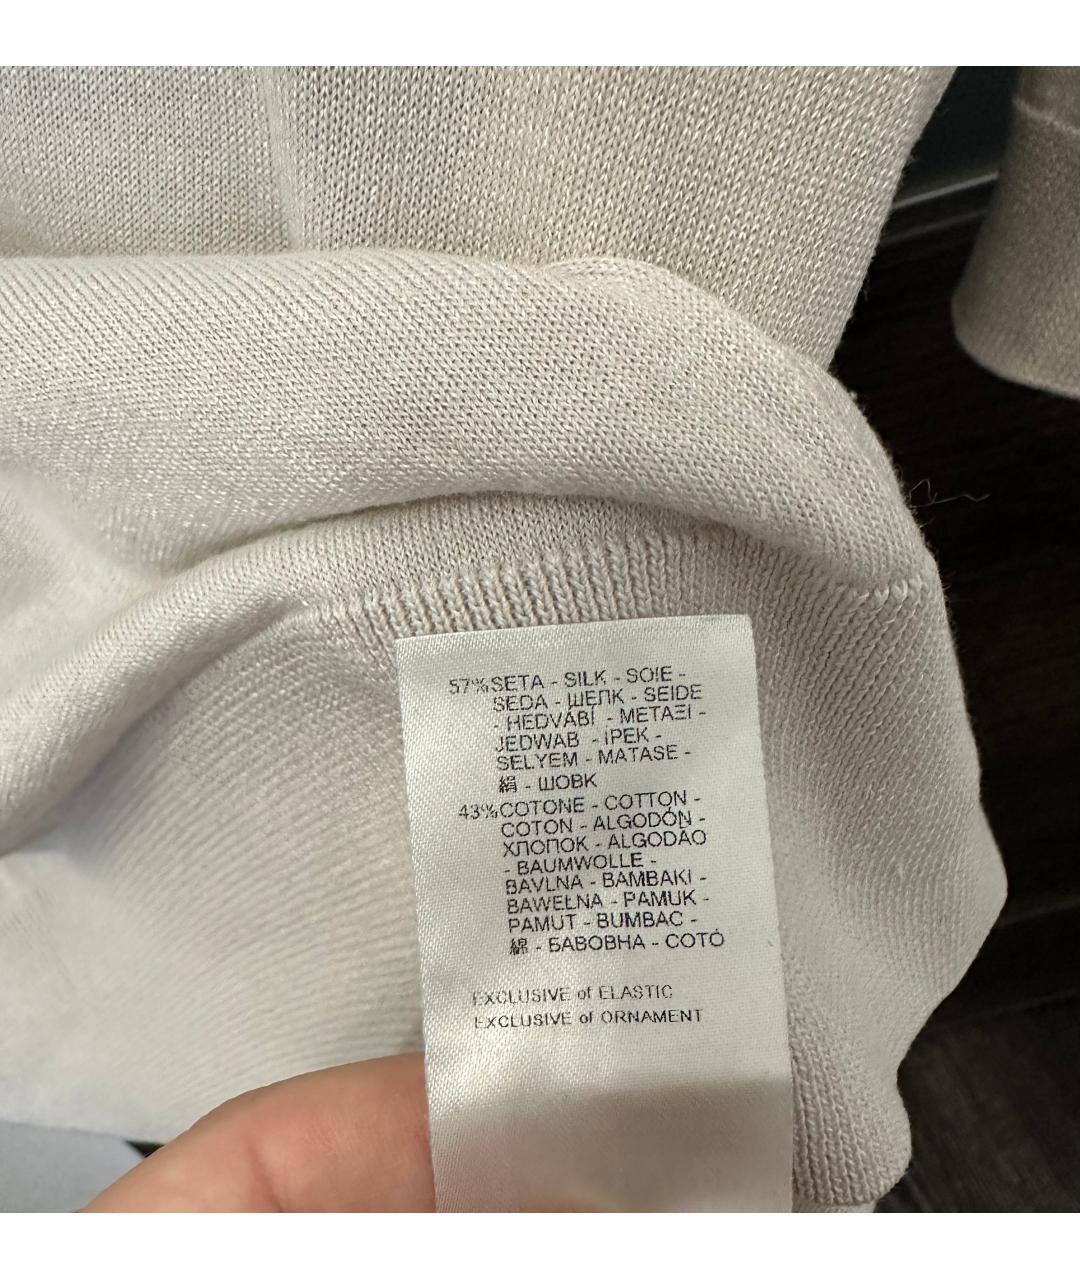 57%SETA - SILK - SOIE -
SEDA - ШЕЛК - SEIDE
- HEDVÁBÍ - ΜΕΤΑΞΙ -
JEDWAB - İPEK -
SELYEM - MATASE -
絹 - ШОВК
43%COTONE - COTTON -
COTON - ALGODÓN -
ХЛОПОК - ALGODÃO
- BAUMWOLLE -
BAVLNA - BAMBAKI -
BAWEŁNA - PAMUK -
PAMUT - BUMBAC -
綿 - БАВОВНА - COTÓ
EXCLUSIVE of ELASTIC
EXCLUSIVE of ORNAMENT